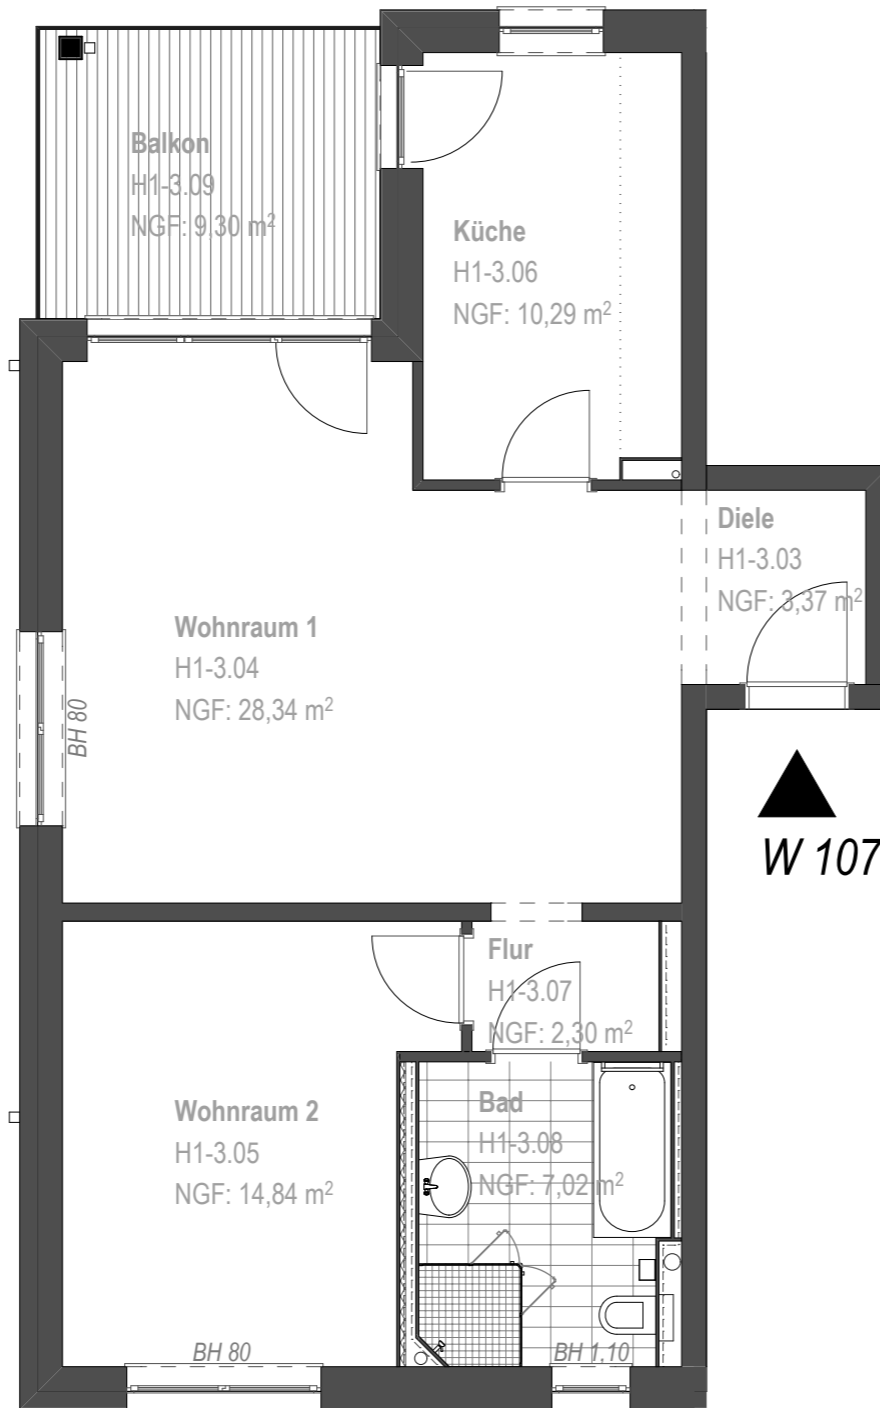 Balkon
H1-3.09
NGF: 9,30 m²
Küche
H1-3.06
NGF: 10,29 m²
Diele
H1-3.03
NGF: 3,37 m²
Wohnraum 1
H1-3.04
NGF: 28,34 m²
BH 80
W 107
Flur
H1-3.07
NGF: 2,30 m²
Wohnraum 2
H1-3.05
NGF: 14,84 m²
Bad
H1-3.08
NGF: 7,02 m²
BH 80
BH 1,10